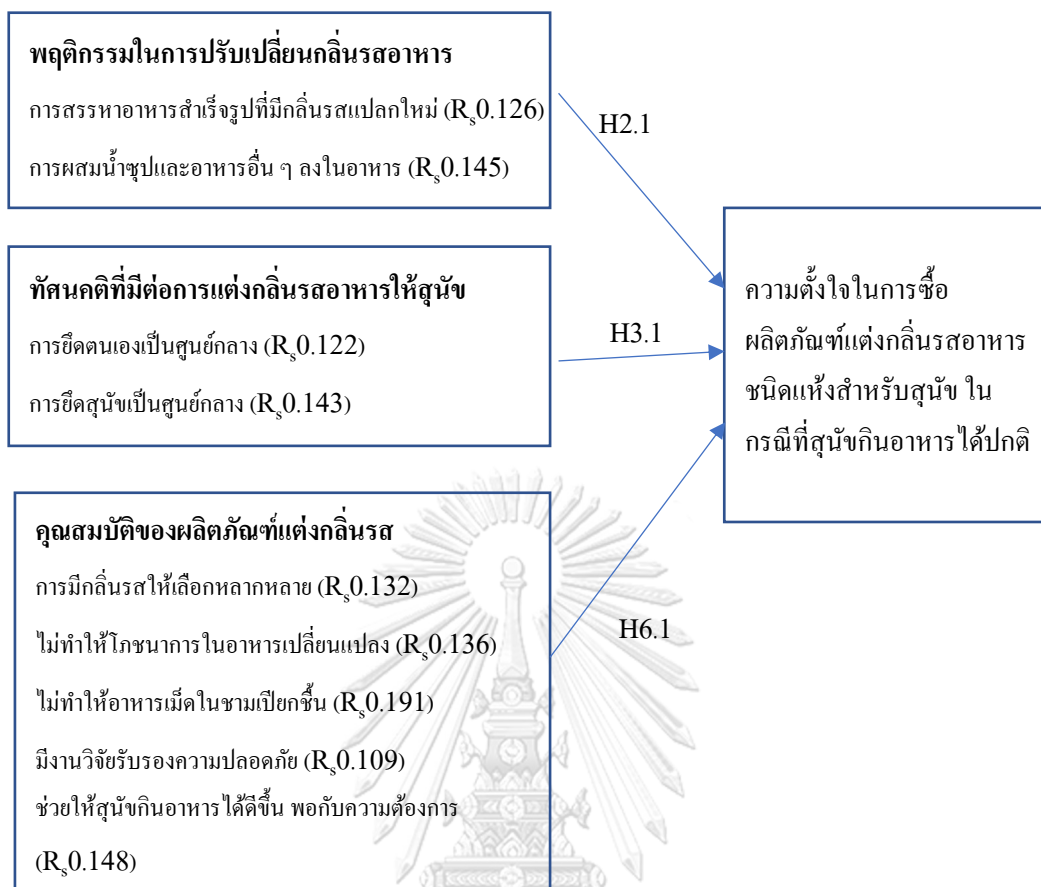 พฤติกรรมในการปรับเปลี่ยนกลิ่นรสอาหาร
การสรรหาอาหารสำเร็จรูปที่มีกลิ่นรสแปลกใหม่ (Rs0.126)
การผสมน้ำซุปและอาหารอื่น ๆ ลงในอาหาร (Rs0.145)
H2.1
ทัศนคติที่มีต่อการแต่งกลิ่นรสอาหารให้สุนัข
การยึดตนเองเป็นศูนย์กลาง (Rs0.122)
การยึดสุนัขเป็นศูนย์กลาง (Rs0.143)
H3.1
คุณสมบัติของผลิตภัณฑ์แต่งกลิ่นรส
การมีกลิ่นรสให้เลือกหลากหลาย (Rs0.132)
ไม่ทำให้โภชนาการในอาหารเปลี่ยนแปลง (Rs0.136)
ไม่ทำให้อาหารเม็ดในชามเปียกชื้น (Rs0.191)
มีงานวิจัยรับรองความปลอดภัย (Rs0.109)
ช่วยให้สุนัขกินอาหารได้ดีขึ้น พอกับความต้องการ
(Rs0.148)
H6.1
ความตั้งใจในการซื้อ
ผลิตภัณฑ์แต่งกลิ่นรสอาหาร
ชนิดแห้งสำหรับสุนัข ใน
กรณีที่สุนัขกินอาหารได้ปกติ